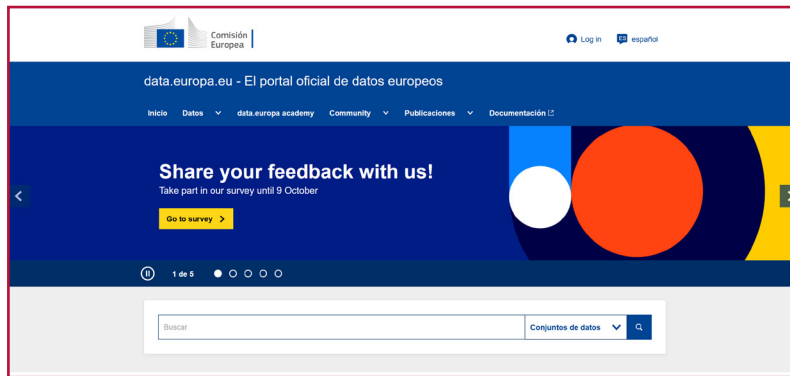 Comisión
Europea
Log in
ES español
data.europa.eu - El portal oficial de datos europeos
Inicio Datos data.europa academy Community Publicaciones Documentación
Share your feedback with us!
Take part in our survey until 9 October
Go to survey
1 de 5
Buscar
Conjuntos de datos